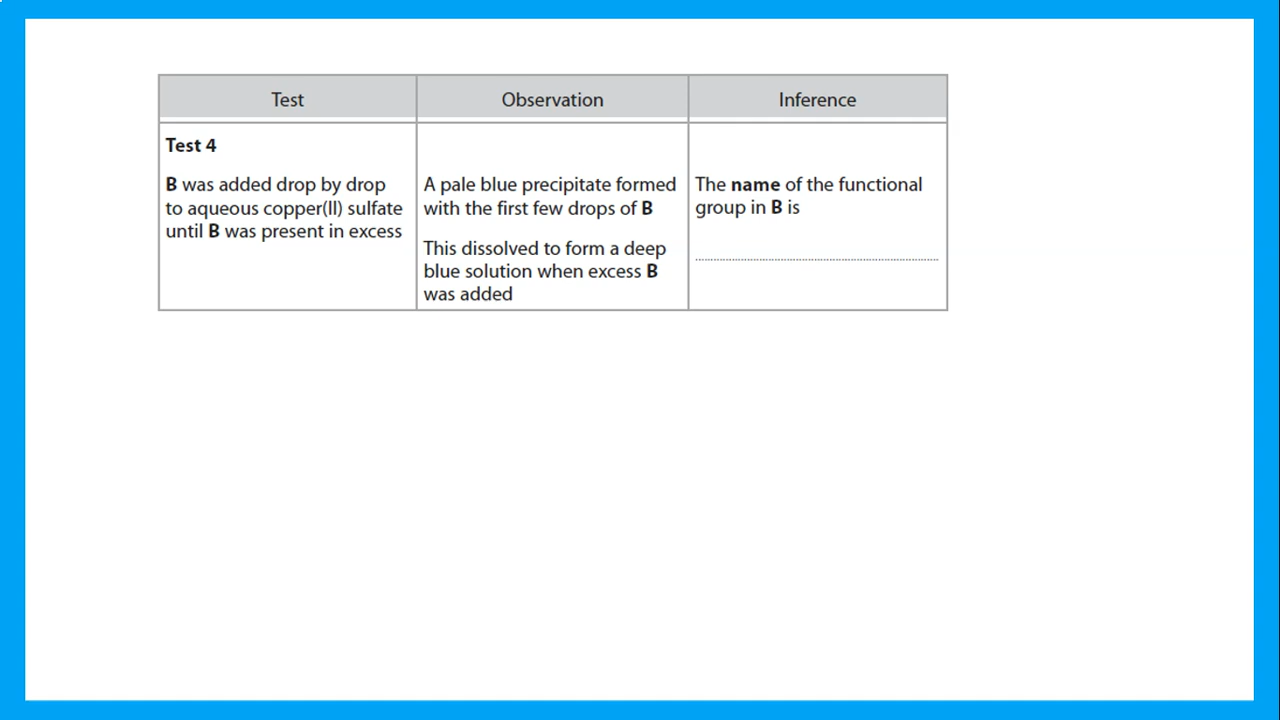 Test
Observation
Inference
Test 4
B was added drop by drop
to aqueous copper(ll) sulfate
until B was present in excess
A pale blue precipitate formed
with the first few drops of B
This dissolved to form a deep
blue solution when excess B
was added
The name of the functional
group in B is